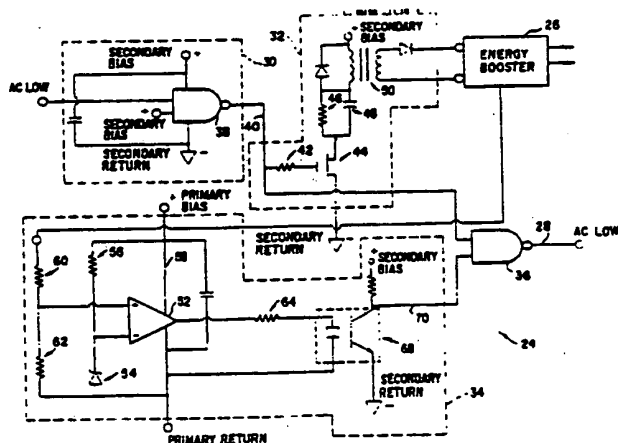 32
SECONDARY
BIAS
26
ENERGY
BOOSTER
SECONDARY
BIAS
30
AC LOW
SECONDARY
BIAS
SECONDARY
RETURN
38
40
46
50
42
44
PRIMARY
BIAS
SECONDARY
RETURN
SECONDARY
BIAS
28
AC LOW
36
56
58
60
52
64
62
54
68
70
24
SECONDARY
RETURN
34
PRIMARY RETURN